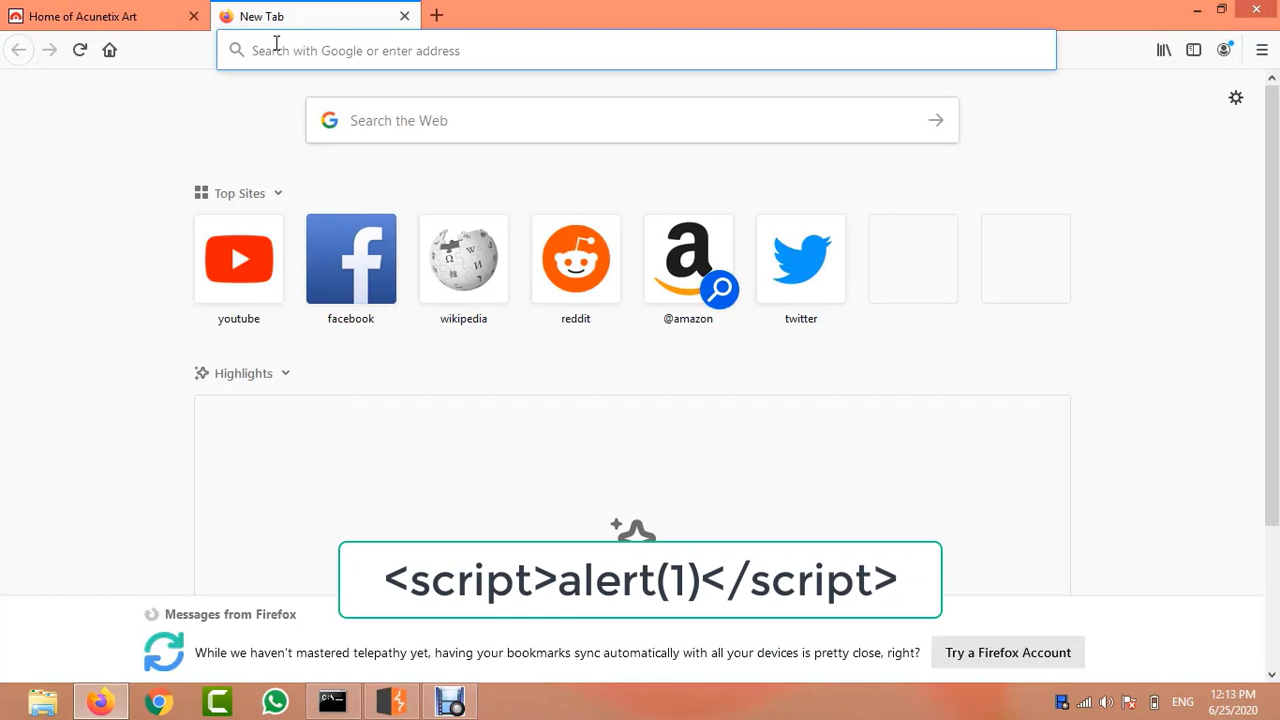 Home of Acunetix Art
New Tab
Search with Google or enter address
Search the Web
Top Sites
youtube
facebook
wikipedia
reddit
@amazon
twitter
Highlights
<script>alert(1)</script>
Messages from Firefox
While we haven't mastered telepathy yet, having your bookmarks sync automatically with all your devices is pretty close, right?
Try a Firefox Account
ENG
12:13 PM
6/25/2020